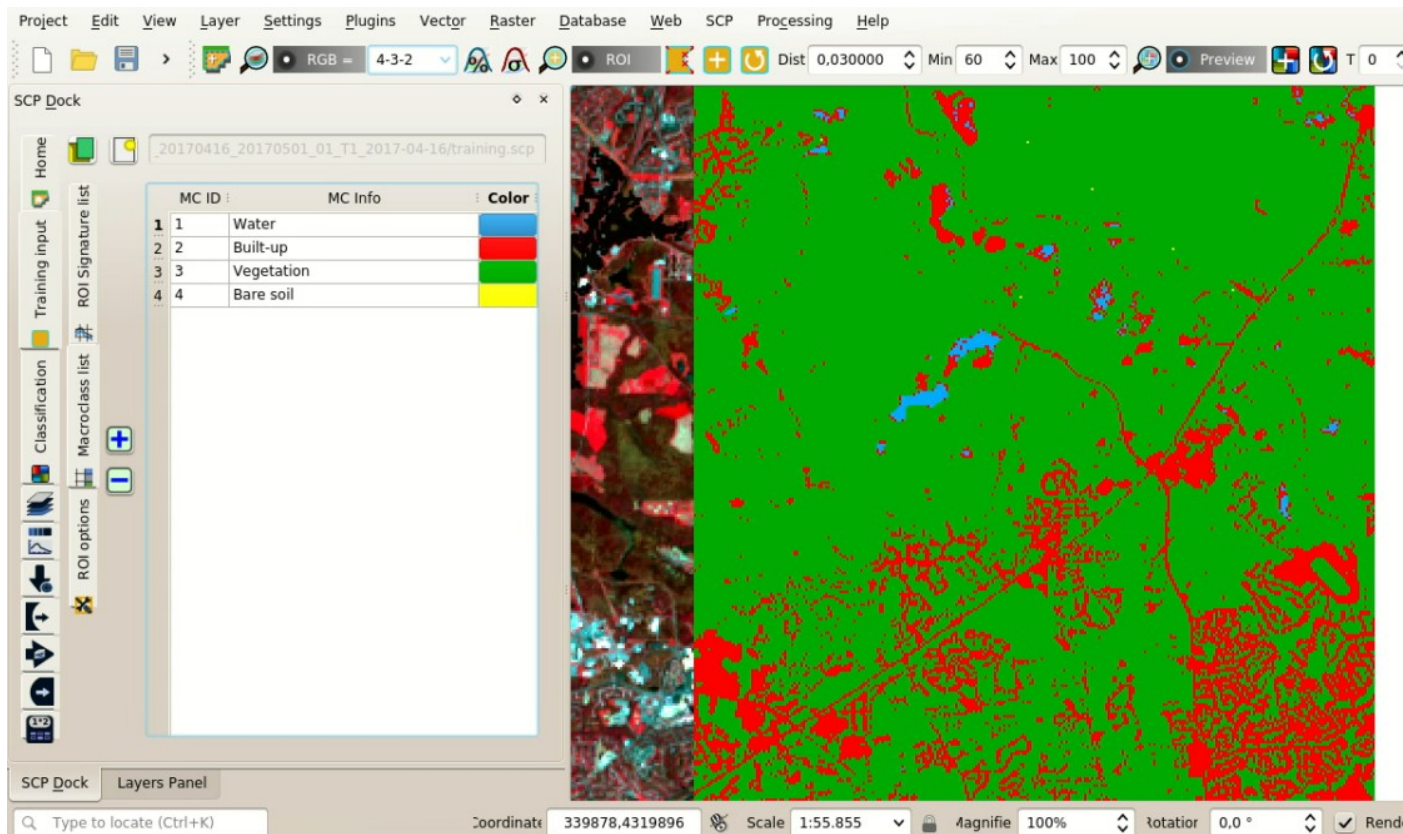 Project Edit View Layer Settings Plugins Vector Raster Database Web SCP Processing Help
RGB = 4-3-2 ROI Dist 0,030000 Min 60 Max 100 Preview T 0
SCP Dock
_20170416_20170501_01_T1_2017-04-16/training.scp
Home
Training input
Classification
ROI Signature list
Macroclass list
ROI options
MC ID MC Info Color
1 1 Water
2 2 Built-up
3 3 Vegetation
4 4 Bare soil
SCP Dock Layers Panel
Type to locate (Ctrl+K) Coordinate 339878,4319896 Scale 1:55.855 Magnifie 100% Rotation 0,0 ° Rend